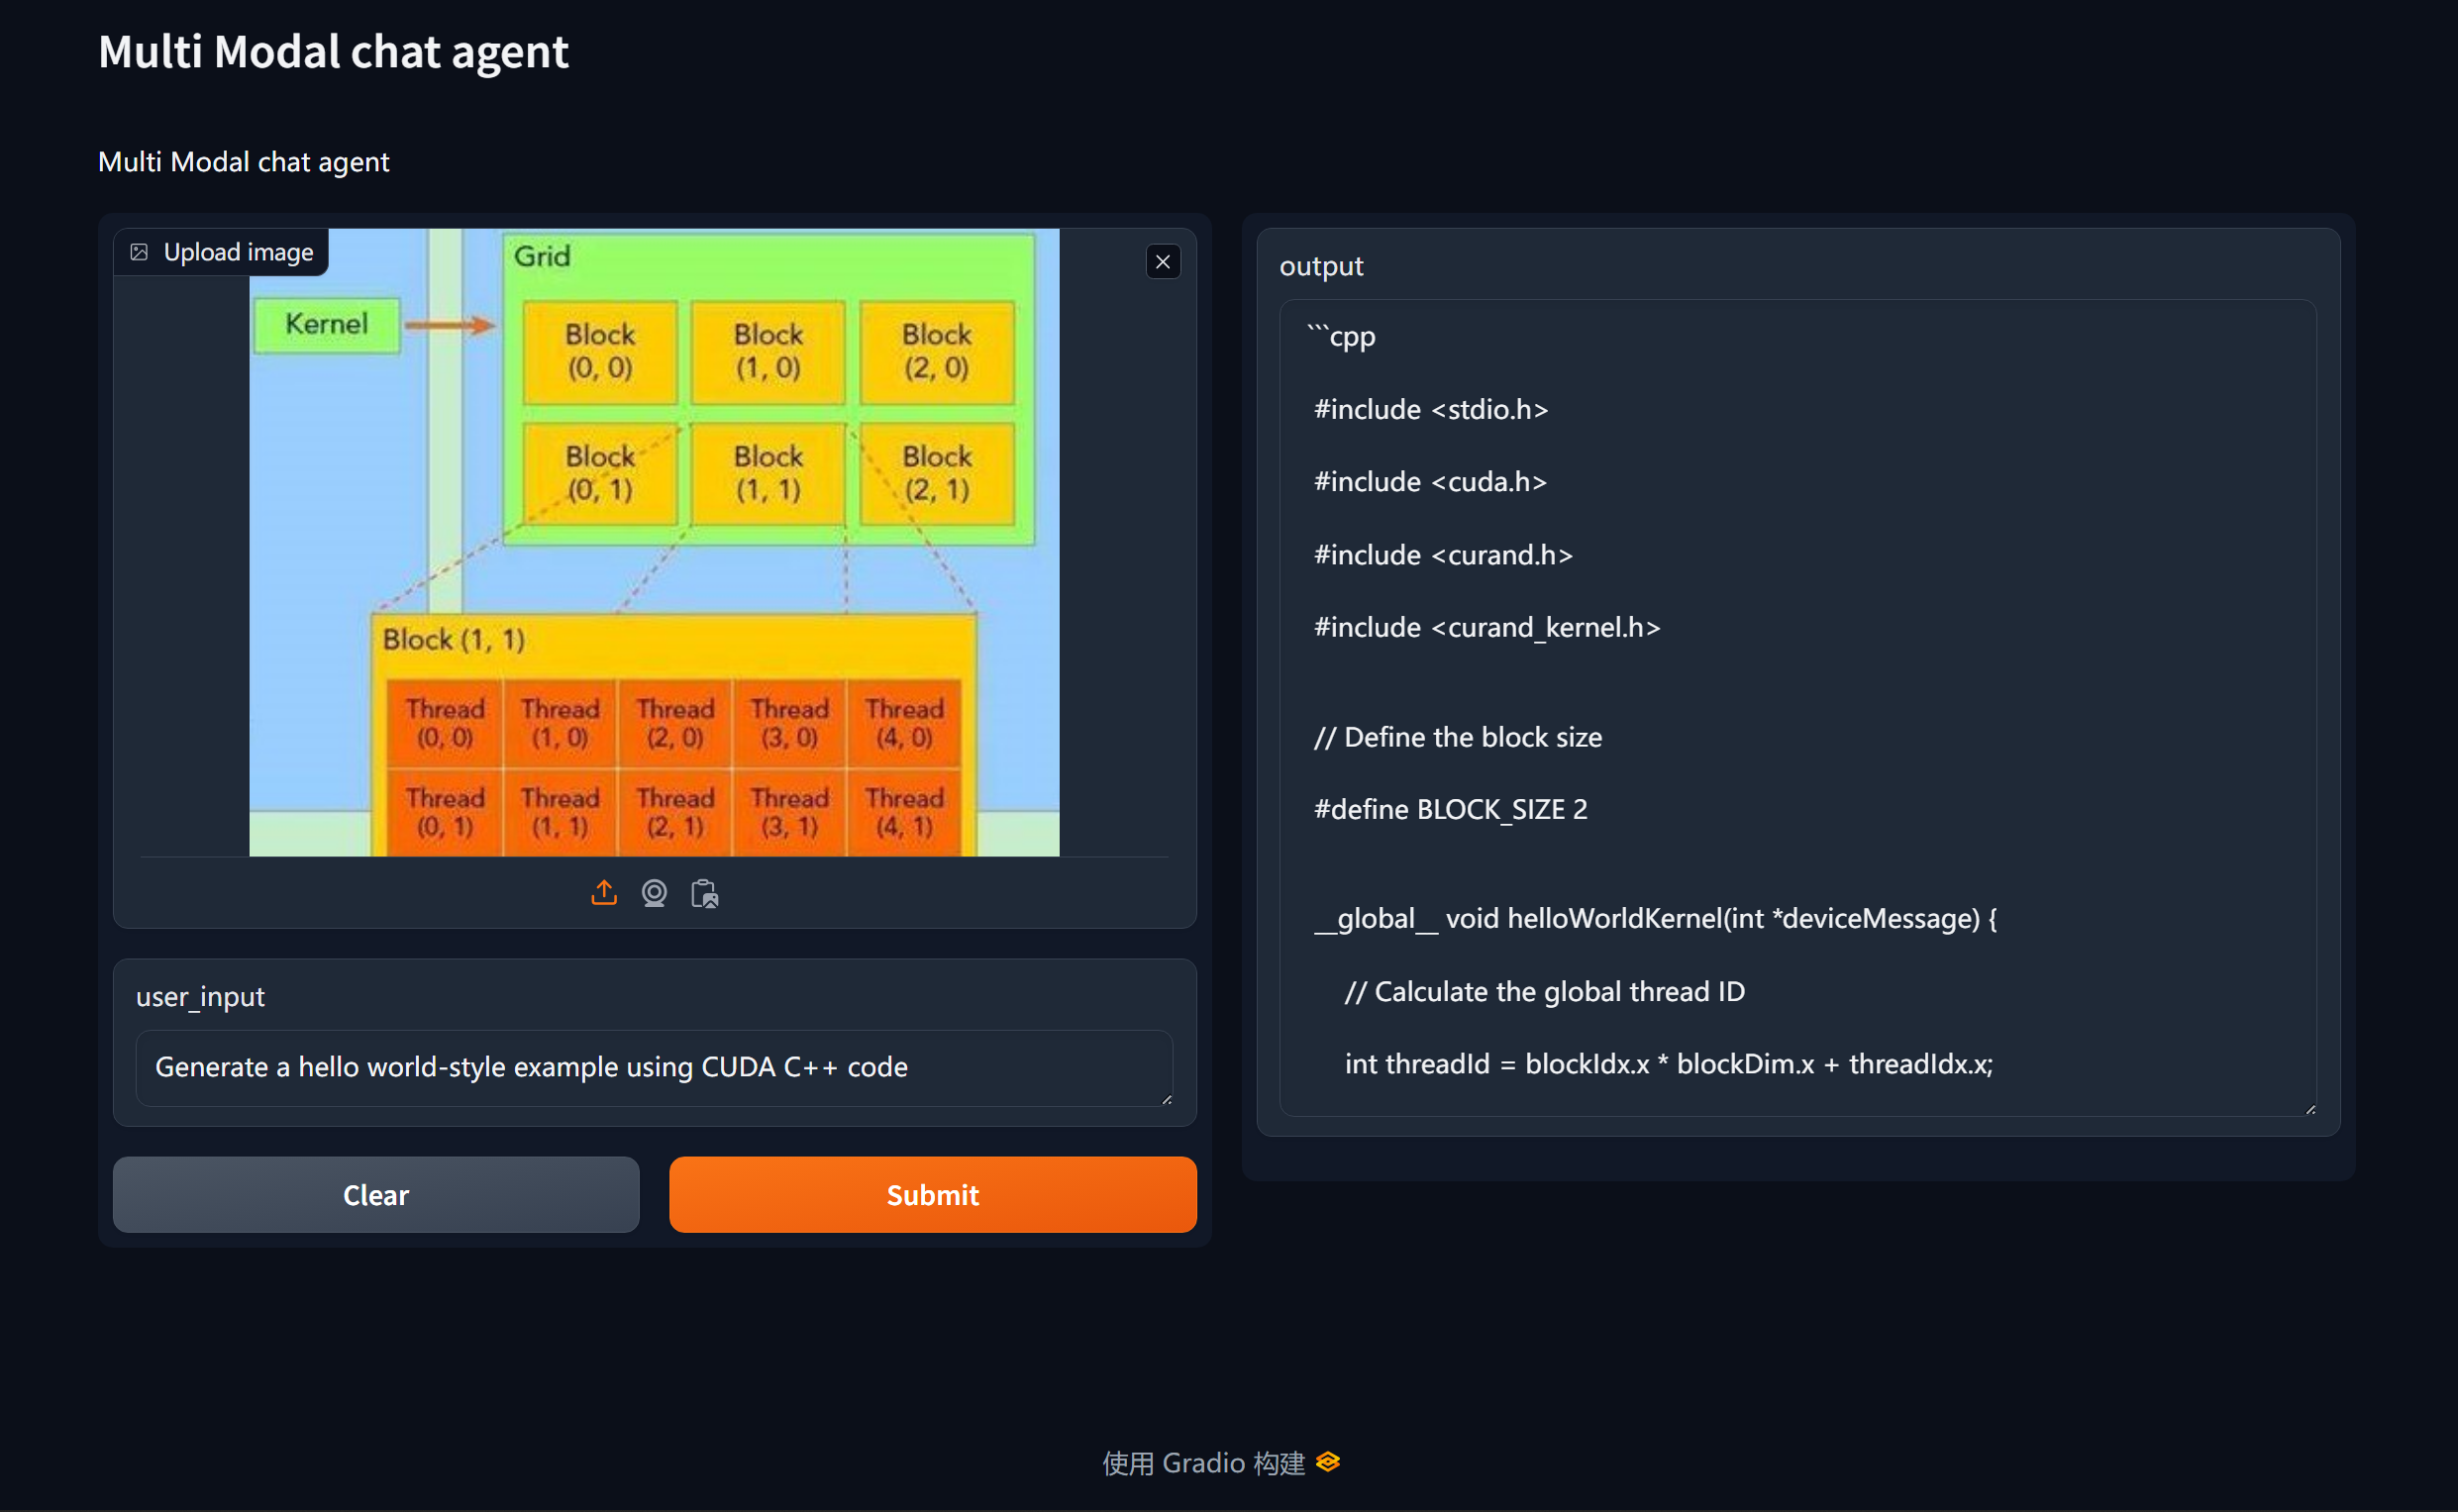 Multi Modal chat agent
Multi Modal chat agent
Upload image
Grid
Kernel
Block
(0, 0)
Block
(1, 0)
Block
(2, 0)
Block
(0, 1)
Block
(1, 1)
Block
(2, 1)
Block (1, 1)
Thread
(0, 0)
Thread
(1, 0)
Thread
(2, 0)
Thread
(3, 0)
Thread
(4, 0)
Thread
(0, 1)
Thread
(1, 1)
Thread
(2, 1)
Thread
(3, 1)
Thread
(4, 1)
user_input
Generate a hello world-style example using CUDA C++ code
Clear
Submit
output
```cpp
#include <stdio.h>
#include <cuda.h>
#include <curand.h>
#include <curand_kernel.h>
// Define the block size
#define BLOCK_SIZE 2
__global__ void helloWorldKernel(int *deviceMessage) {
// Calculate the global thread ID
int threadId = blockIdx.x * blockDim.x + threadIdx.x;
使用 Gradio 构建